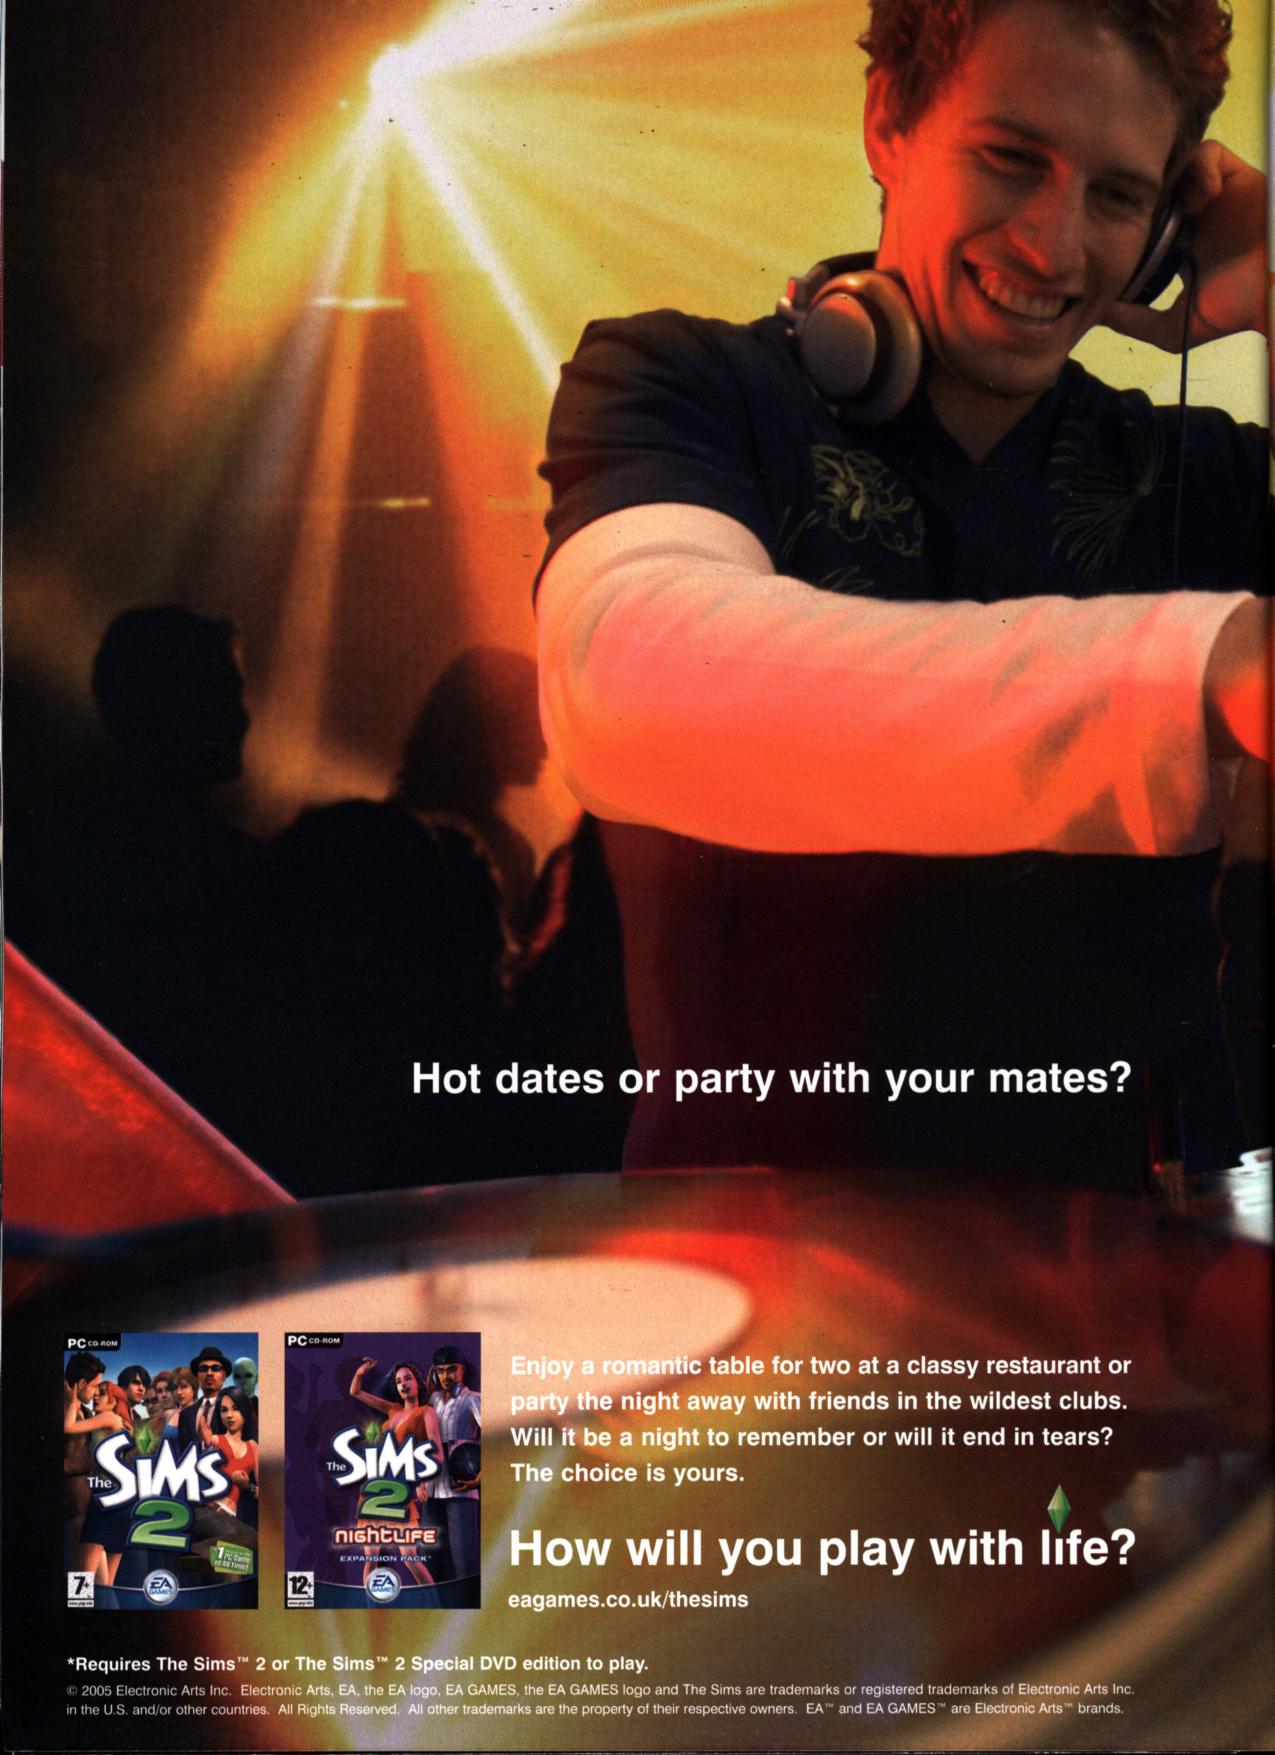 Hot dates or party with your mates?
PC CD-ROM
The SIMS
2
7+
EA
GAMES
PC CD-ROM
The SIMS
2
NIGHTLIFE
EXPANSION PACK*
12+
EA
GAMES
Enjoy a romantic table for two at a classy restaurant or
party the night away with friends in the wildest clubs.
Will it be a night to remember or will it end in tears?
The choice is yours.
How will you play with life?
eagames.co.uk/thesims
*Requires The Sims™ 2 or The Sims™ 2 Special DVD edition to play.
© 2005 Electronic Arts Inc. Electronic Arts, EA, the EA logo, EA GAMES, the EA GAMES logo and The Sims are trademarks or registered trademarks of Electronic Arts Inc.
in the U.S. and/or other countries. All Rights Reserved. All other trademarks are the property of their respective owners. EA™ and EA GAMES™ are Electronic Arts™ brands.